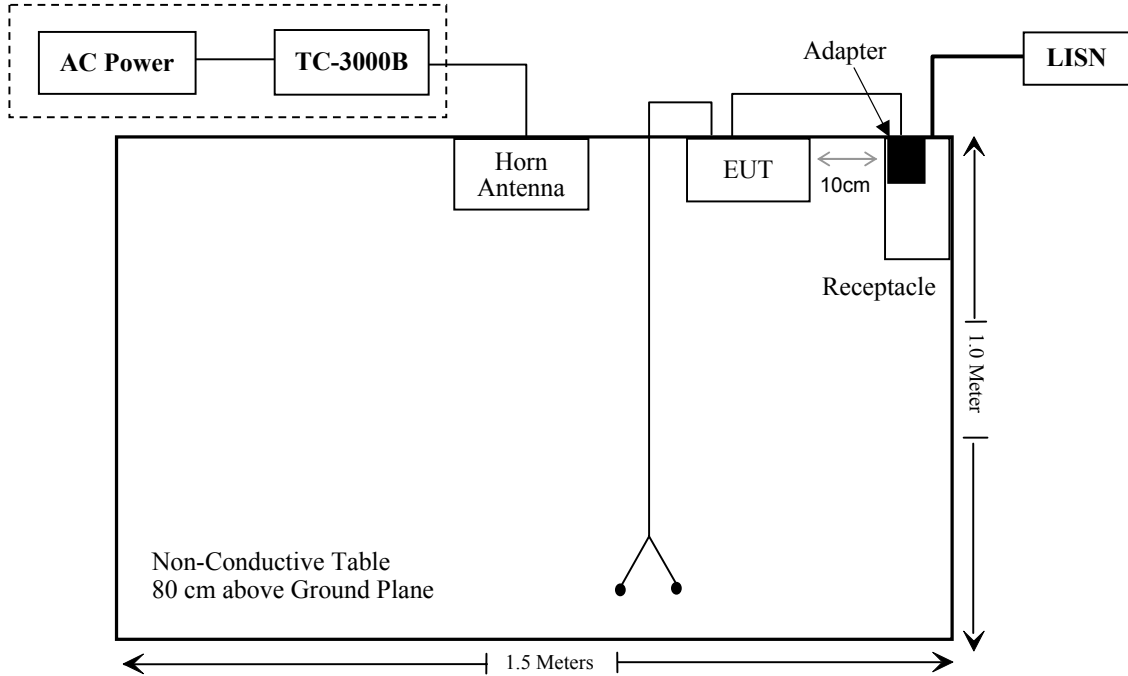 AC Power
TC-3000B
Adapter
LISN
Horn
Antenna
EUT
10cm
Receptacle
1.0 Meter
Non-Conductive Table
80 cm above Ground Plane
1.5 Meters